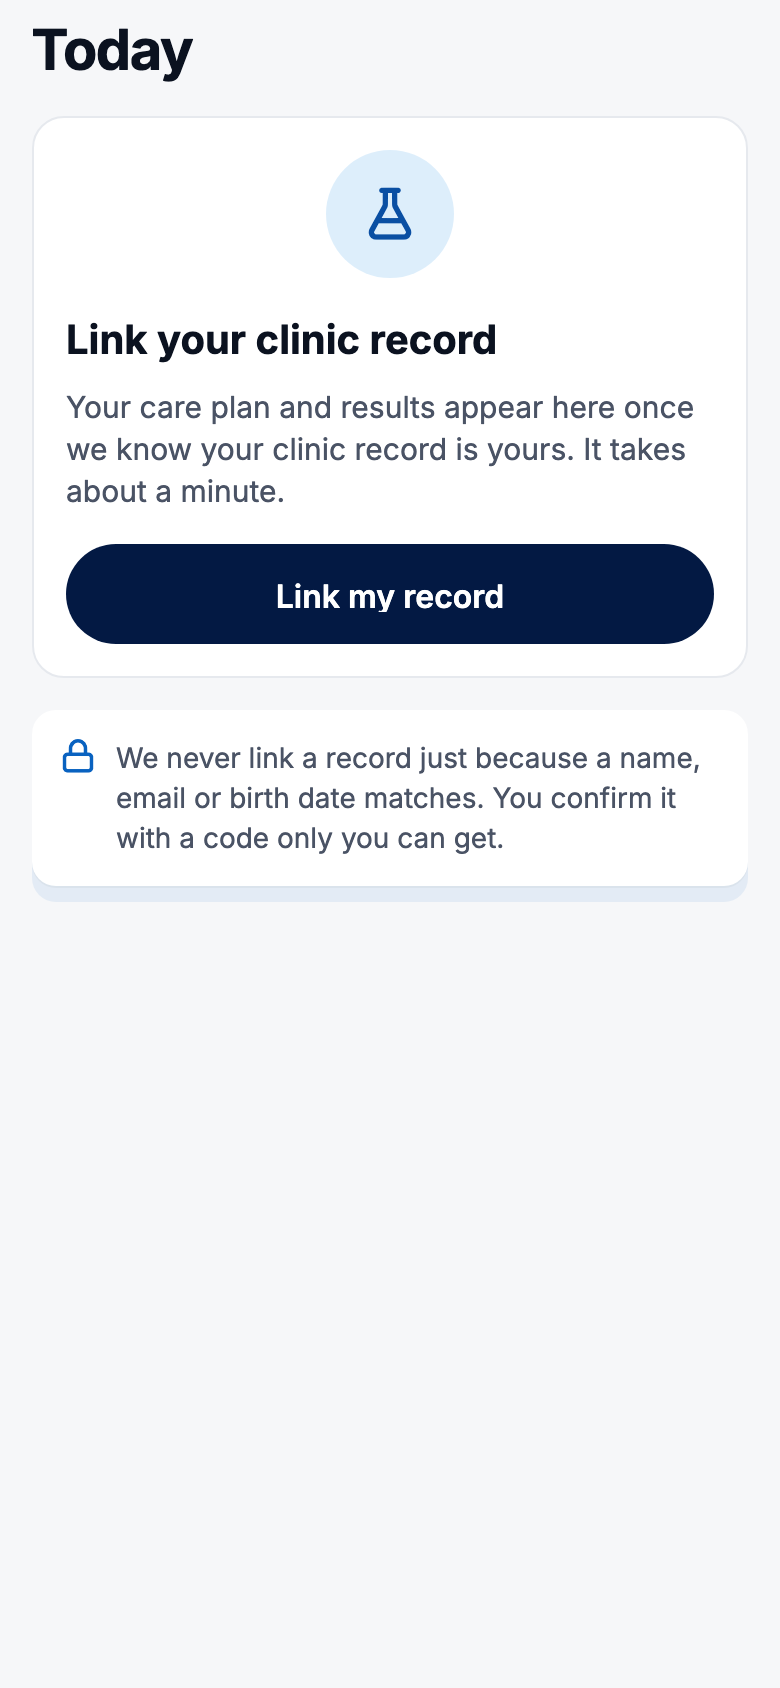 Today
Link your clinic record
Your care plan and results appear here once
we know your clinic record is yours. It takes
about a minute.
Link my record
We never link a record just because a name,
email or birth date matches. You confirm it
with a code only you can get.